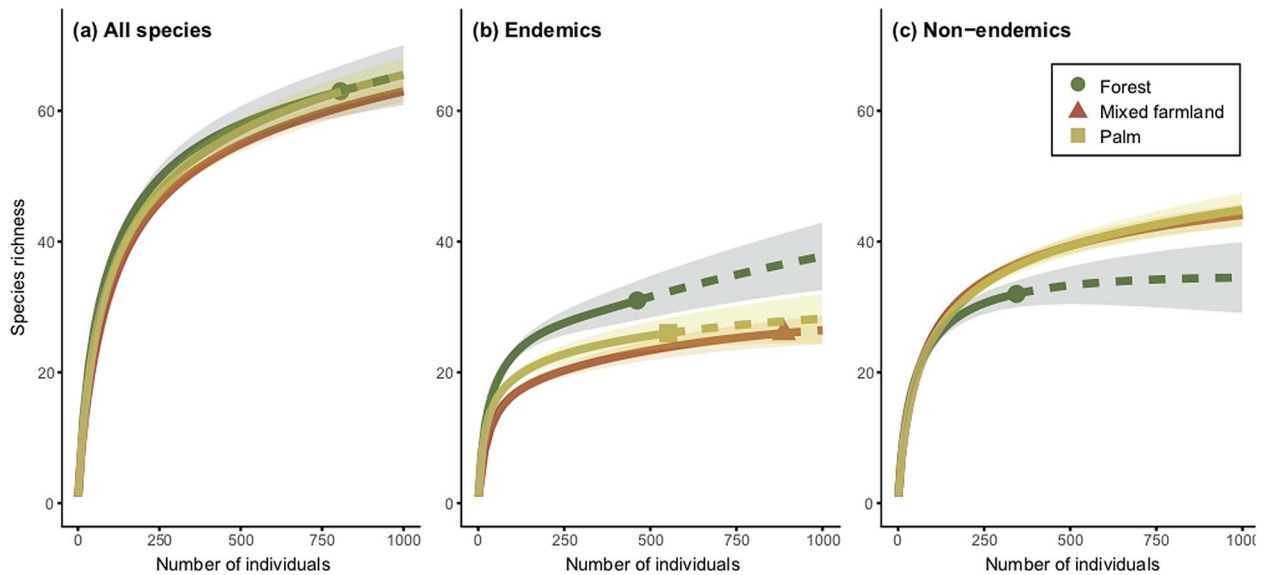 (a) All species
(b) Endemics
(c) Non−endemics
Forest
Mixed farmland
Palm
Species richness
60
40
20
0
60
40
20
0
60
40
20
0
0 250 500 750 1000
0 250 500 750 1000
0 250 500 750 100
Number of individuals
Number of individuals
Number of individuals